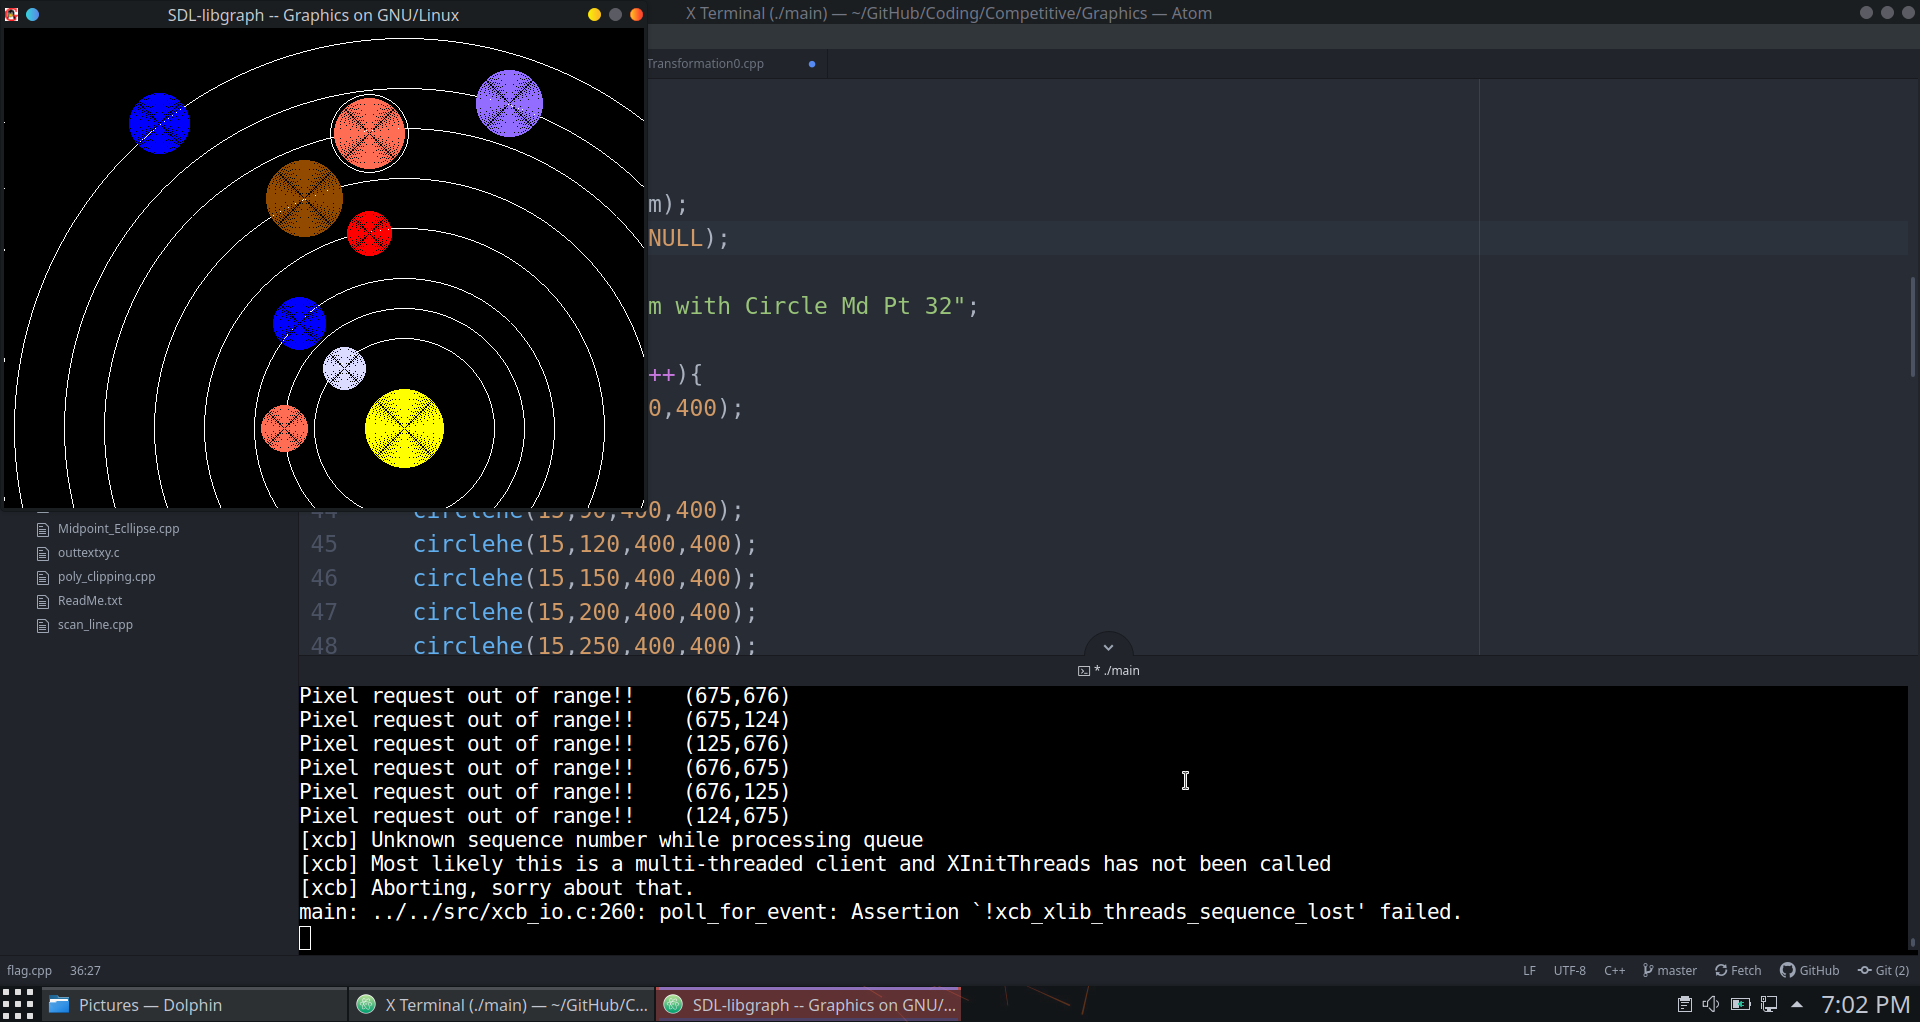 SDL-libgraph -- Graphics on GNU/Linux
X Terminal (./main) — ~/GitHub/Coding/Competitive/Graphics — Atom
Transformation0.cpp
m);
NULL);
m with Circle Md Pt 32";
++){
0,400);
44 circlehe(15,90,400,400);
45 circlehe(15,120,400,400);
46 circlehe(15,150,400,400);
47 circlehe(15,200,400,400);
48 circlehe(15,250,400,400);
Midpoint_Ecllipse.cpp
outtextxy.c
poly_clipping.cpp
ReadMe.txt
scan_line.cpp
* ./main
Pixel request out of range!! (675,676)
Pixel request out of range!! (675,124)
Pixel request out of range!! (125,676)
Pixel request out of range!! (676,675)
Pixel request out of range!! (676,125)
Pixel request out of range!! (124,675)
[xcb] Unknown sequence number while processing queue
[xcb] Most likely this is a multi-threaded client and XInitThreads has not been called
[xcb] Aborting, sorry about that.
main: ../../src/xcb_io.c:260: poll_for_event: Assertion `!xcb_xlib_threads_sequence_lost' failed.
flag.cpp 36:27 LF UTF-8 C++ master Fetch GitHub Git (2)
Pictures — Dolphin
X Terminal (./main) — ~/GitHub/C...
SDL-libgraph -- Graphics on GNU/...
7:02 PM